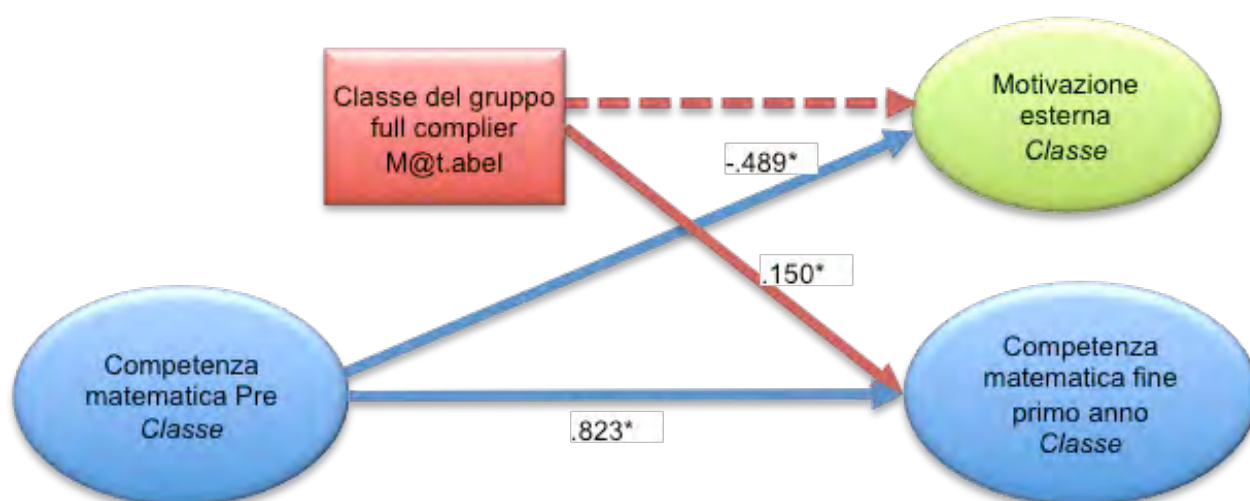 Classe del gruppo
full complier
M@t.abel
Motivazione
esterna
Classe
-.489*
.150*
Competenza
matematica Pre
Classe
.823*
Competenza
matematica fine
primo anno
Classe